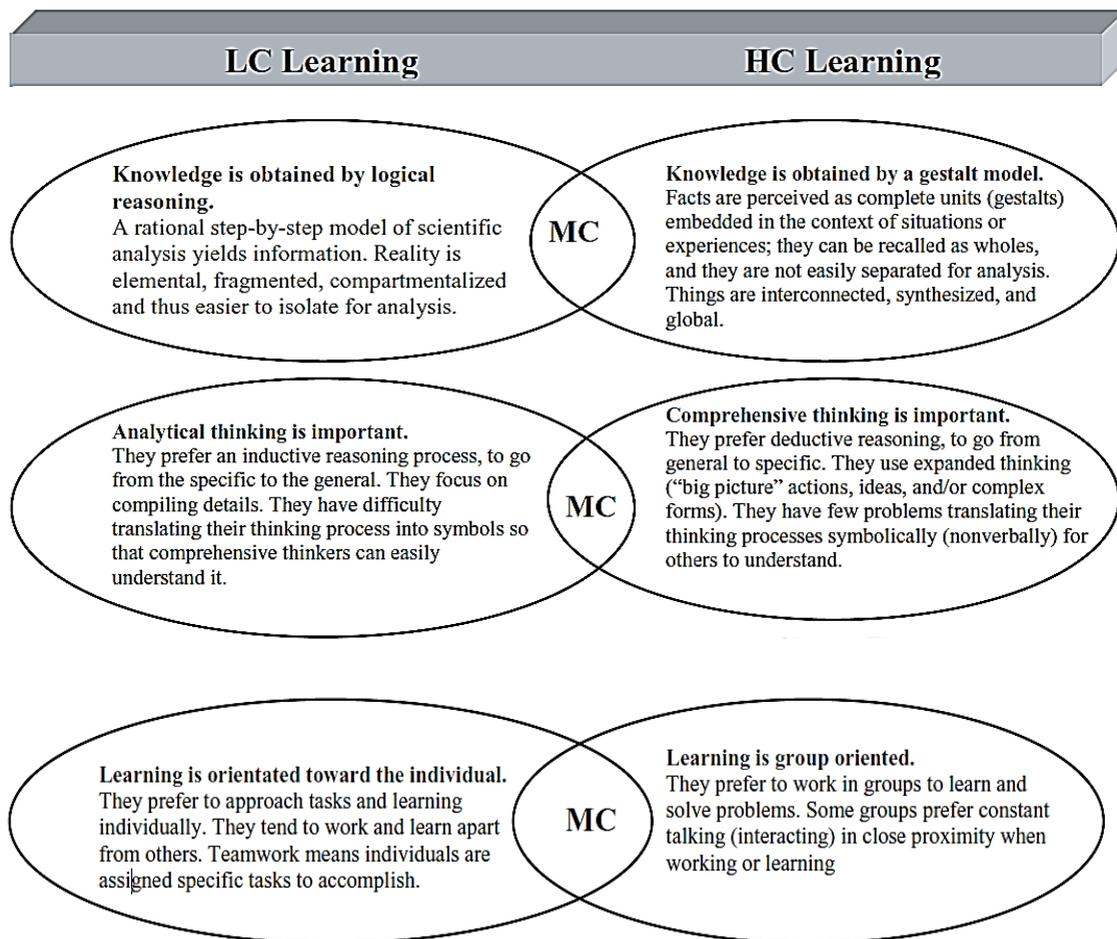 LC Learning
HC Learning
Knowledge is obtained by logical
reasoning.
A rational step-by-step model of scientific
analysis yields information. Reality is
elemental, fragmented, compartmentalized
and thus easier to isolate for analysis.
MC
Knowledge is obtained by a gestalt model.
Facts are perceived as complete units (gestalts)
embedded in the context of situations or
experiences; they can be recalled as wholes,
and they are not easily separated for analysis.
Things are interconnected, synthesized, and
global.
Analytical thinking is important.
They prefer an inductive reasoning process, to go
from the specific to the general. They focus on
compiling details. They have difficulty
translating their thinking process into symbols so
that comprehensive thinkers can easily
understand it.
MC
Comprehensive thinking is important.
They prefer deductive reasoning, to go from
general to specific. They use expanded thinking
(“big picture” actions, ideas, and/or complex
forms). They have few problems translating their
thinking processes symbolically (nonverbally) for
others to understand.
Learning is orientated toward the individual.
They prefer to approach tasks and learning
individually. They tend to work and learn apart
from others. Teamwork means individuals are
assigned specific tasks to accomplish.
MC
Learning is group oriented.
They prefer to work in groups to learn and
solve problems. Some groups prefer constant
talking (interacting) in close proximity when
working or learning